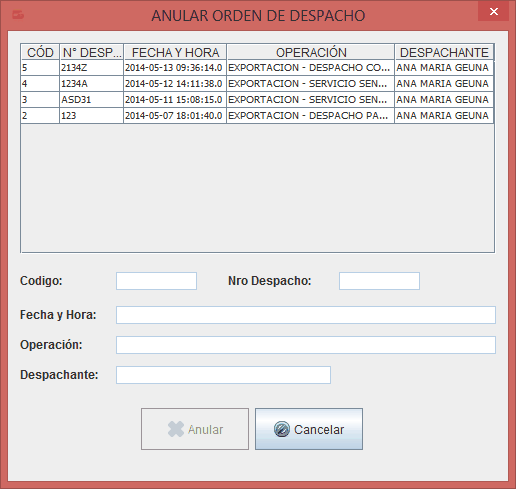 ANULAR ORDEN DE DESPACHO
CÓD N° DESP... FECHA Y HORA OPERACIÓN DESPACHANTE
5 2134Z 2014-05-13 09:36:14.0 EXPORTACION - DESPACHO CO... ANA MARIA GEUNA
4 1234A 2014-05-12 14:11:38.0 EXPORTACION - SERVICIO SEN... ANA MARIA GEUNA
3 ASD31 2014-05-11 15:08:15.0 EXPORTACION - SERVICIO SEN... ANA MARIA GEUNA
2 123 2014-05-07 18:01:40.0 EXPORTACION - DESPACHO PA... ANA MARIA GEUNA
Codigo: Nro Despacho:
Fecha y Hora:
Operación:
Despachante:
Anular Cancelar